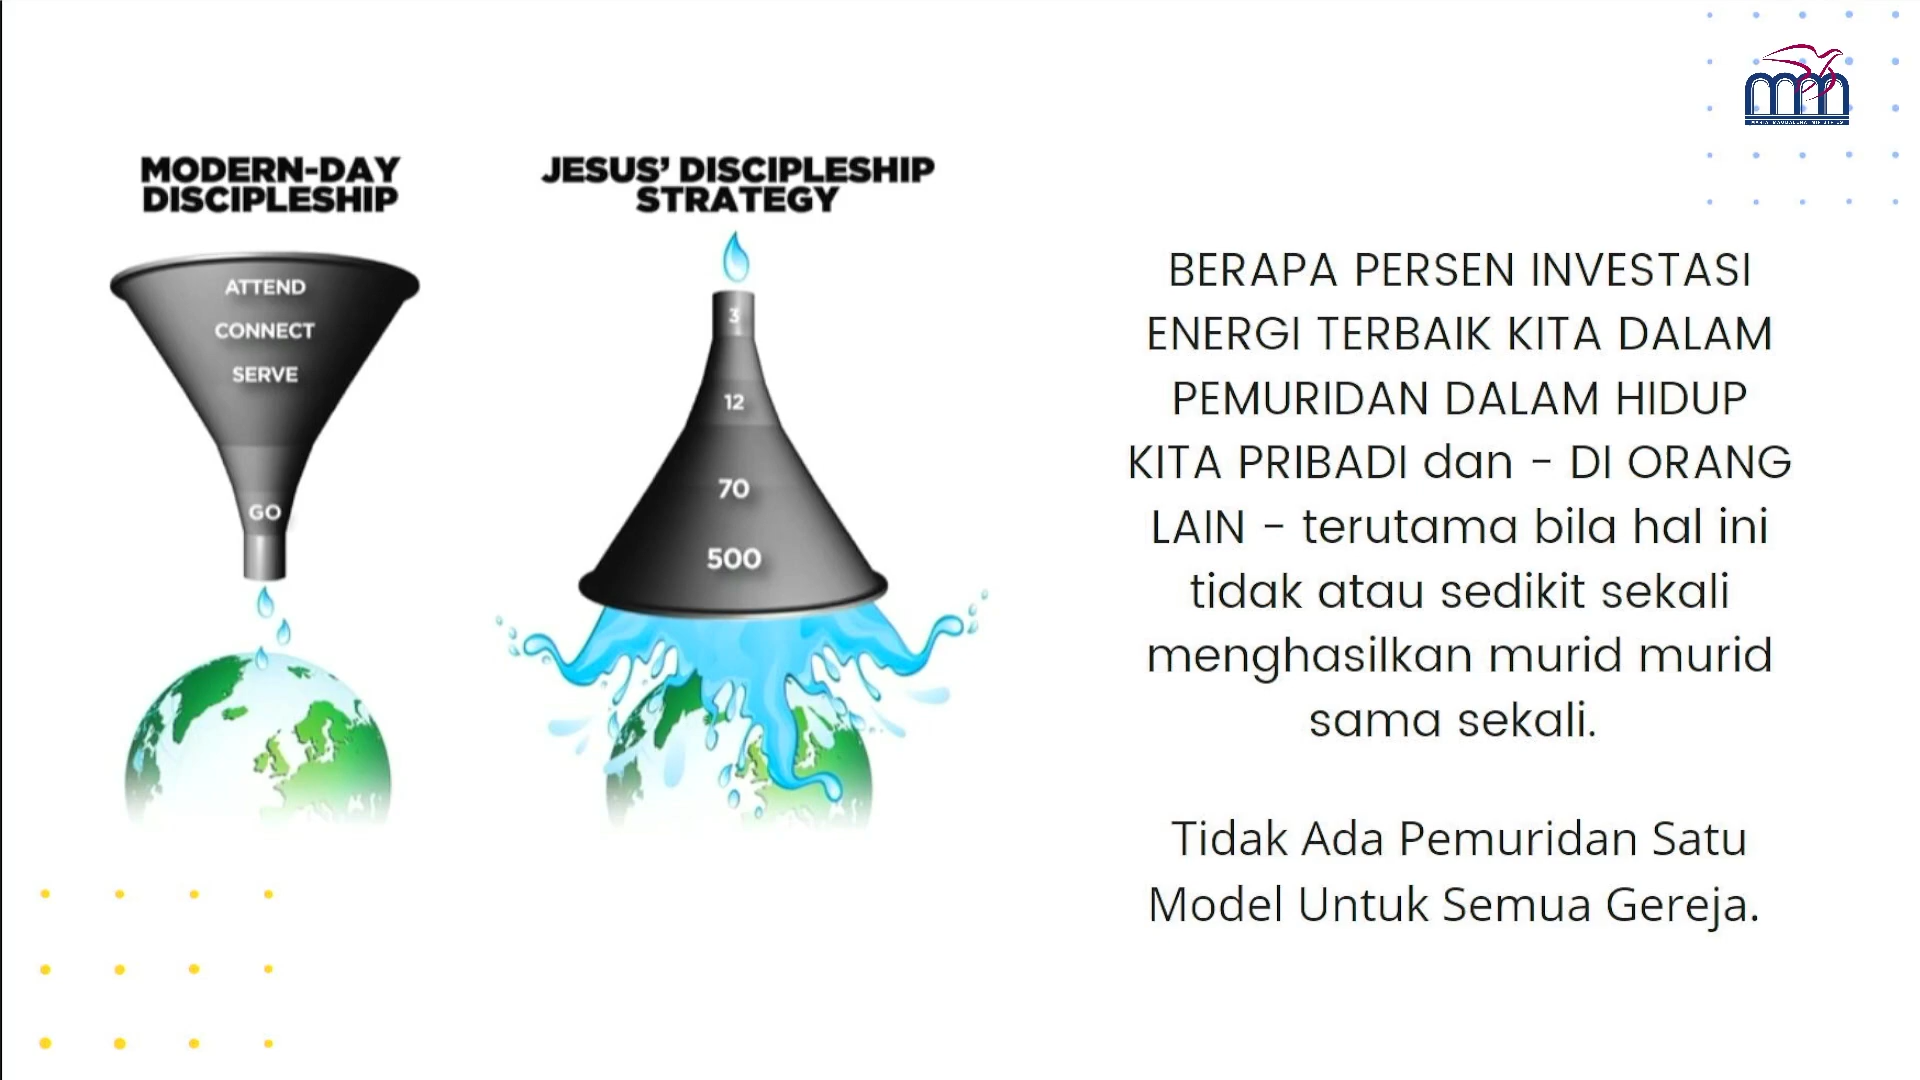 MODERN-DAY
DISCIPLESHIP
ATTEND
CONNECT
SERVE
GO
JESUS' DISCIPLESHIP
STRATEGY
3
12
70
500
BERAPA PERSEN INVESTASI
ENERGI TERBAIK KITA DALAM
PEMURIDAN DALAM HIDUP
KITA PRIBADI dan - DI ORANG
LAIN - terutama bila hal ini
tidak atau sedikit sekali
menghasilkan murid murid
sama sekali.
Tidak Ada Pemuridan Satu
Model Untuk Semua Gereja.